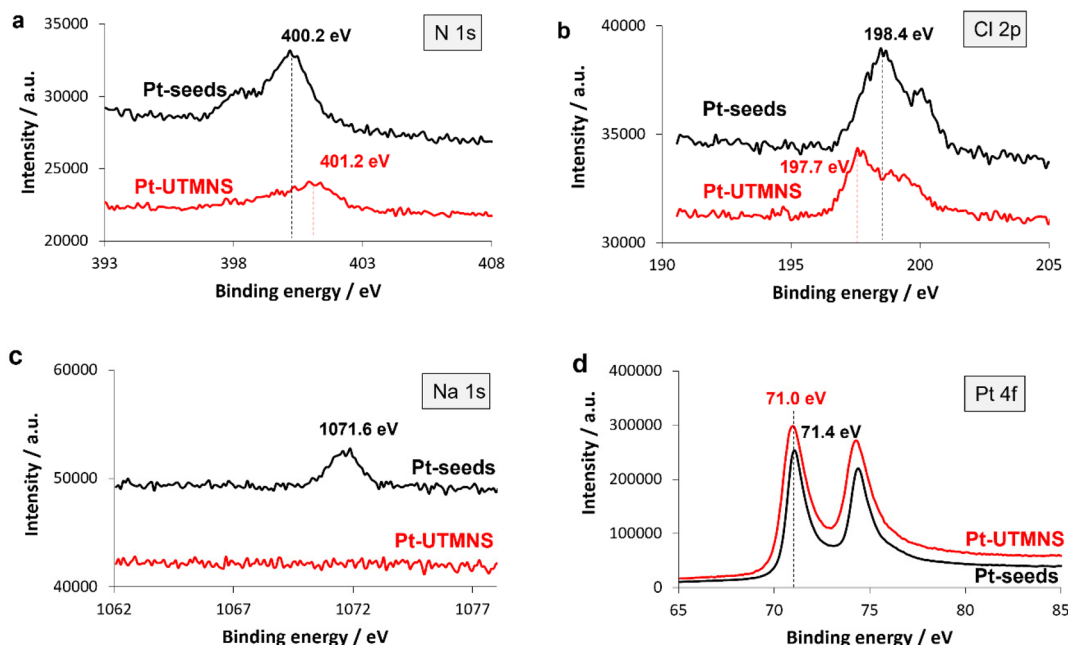 a
N 1s
35000
30000
25000
20000
400.2 eV
Pt-seeds
401.2 eV
Pt-UTMNS
393
398
403
408
Intensity / a.u.
Binding energy / eV
b
Cl 2p
40000
35000
30000
198.4 eV
Pt-seeds
197.7 eV
Pt-UTMNS
190
195
200
205
Intensity / a.u.
Binding energy / eV
c
Na 1s
60000
50000
40000
1071.6 eV
Pt-seeds
Pt-UTMNS
1062
1067
1072
1077
Intensity / a.u.
Binding energy / eV
d
Pt 4f
400000
300000
200000
100000
0
71.0 eV
71.4 eV
Pt-UTMNS
Pt-seeds
65
70
75
80
85
Intensity / a.u.
Binding energy / eV